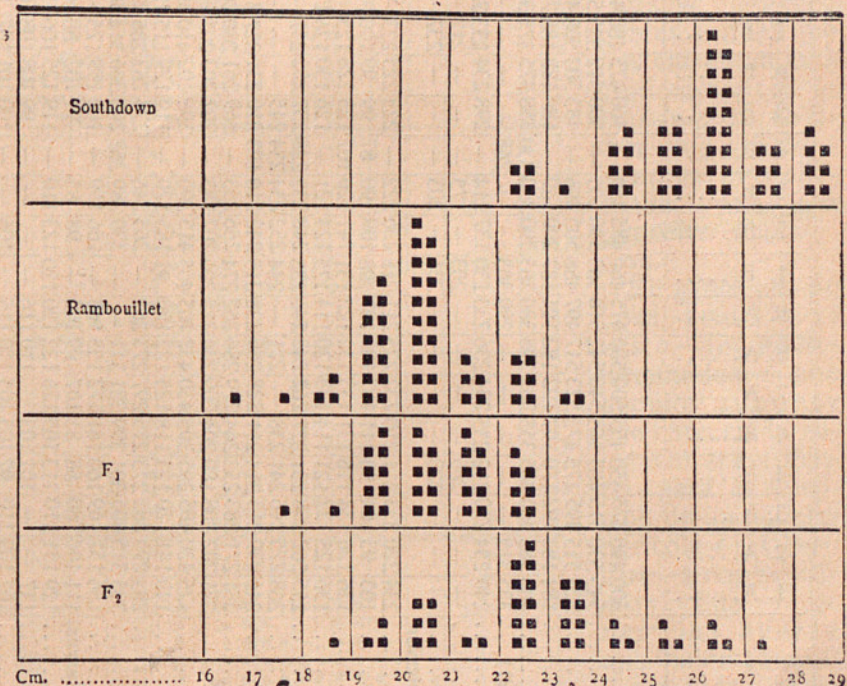 Southdown
Rambouillet
F₁
F₂
Cm. .................. 16 17 18 19 20 21 22 23 24 25 26 27 28 29